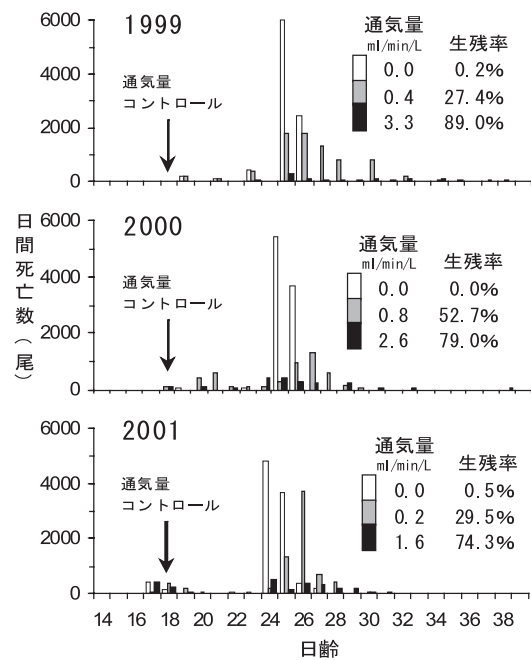 1999
6000
4000
2000
0
通気量
コントロール
通気量 生残率
ml/min/L
0.0 0.2%
0.4 27.4%
3.3 89.0%
2000
6000
4000
2000
0
通気量
コントロール
通気量 生残率
ml/min/L
0.0 0.0%
0.8 52.7%
2.6 79.0%
日間死亡数(尾)
2001
6000
4000
2000
0
通気量
コントロール
通気量 生残率
ml/min/L
0.0 0.5%
0.2 29.5%
1.6 74.3%
14 16 18 20 22 24 26 28 30 32 34 36 38
日齢